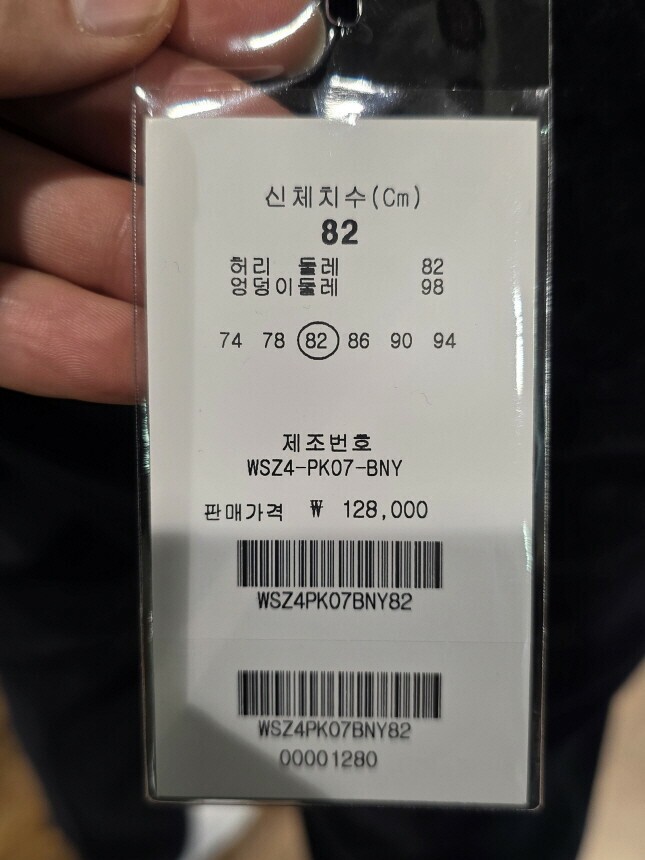 신체치수(Cm)
82
허리 둘레 82
엉덩이둘레 98
74 78 82 86 90 94
제조번호
WSZ4-PK07-BNY
판매가격 ₩ 128,000
WSZ4PK07BNY82
WSZ4PK07BNY82
00001280